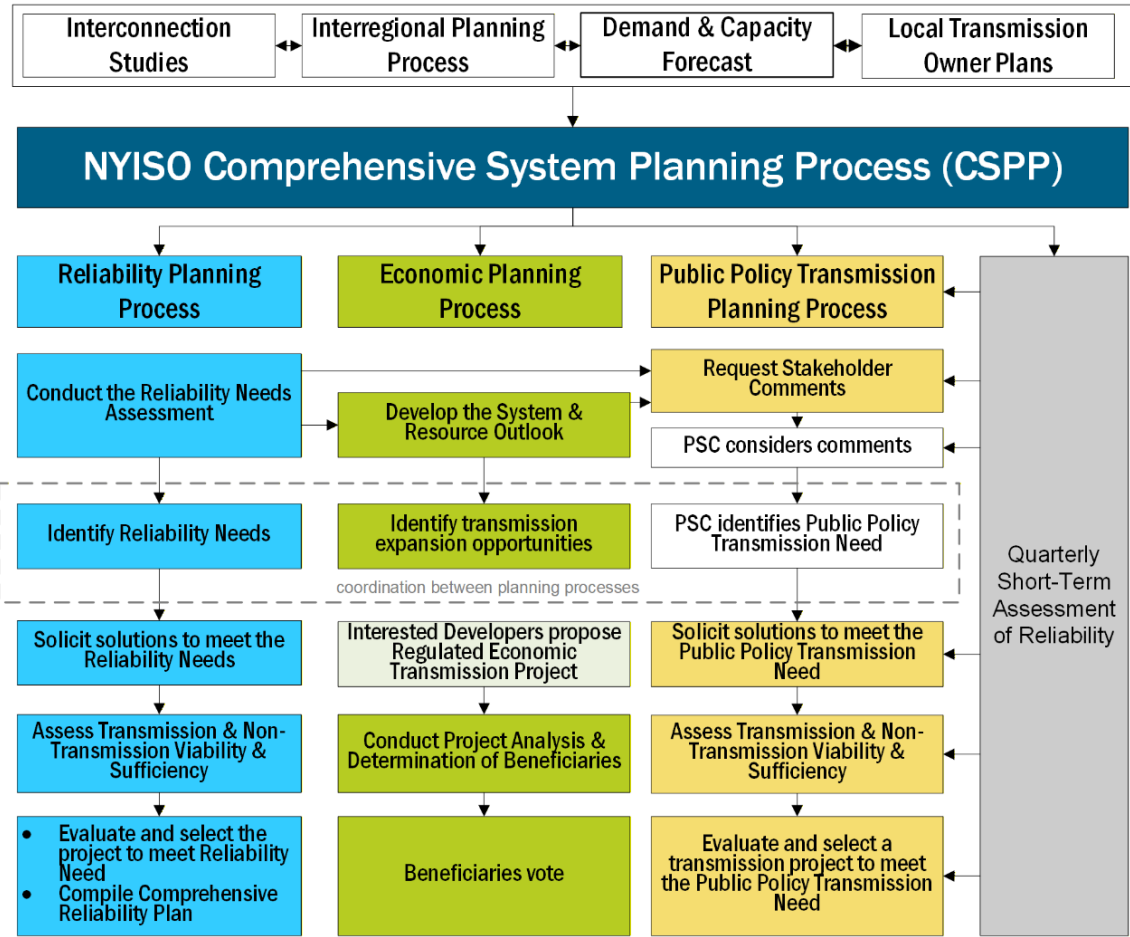 Interconnection
Studies
Interregional Planning
Process
Demand & Capacity
Forecast
Local Transmission
Owner Plans
NYISO Comprehensive System Planning Process (CSPP)
Reliability Planning
Process
Economic Planning
Process
Public Policy Transmission
Planning Process
Conduct the Reliability Needs
Assessment
Develop the System &
Resource Outlook
Request Stakeholder
Comments
PSC considers comments
Identify Reliability Needs
Identify transmission
expansion opportunities
PSC identifies Public Policy
Transmission Need
coordination between planning processes
Quarterly
Short-Term
Assessment
of Reliability
Solicit solutions to meet the
Reliability Needs
Interested Developers propose
Regulated Economic
Transmission Project
Solicit solutions to meet the
Public Policy Transmission
Need
Assess Transmission & Non-
Transmission Viability &
Sufficiency
Conduct Project Analysis &
Determination of Beneficiaries
Assess Transmission & Non-
Transmission Viability &
Sufficiency
• Evaluate and select the
project to meet Reliability
Need
• Compile Comprehensive
Reliability Plan
Beneficiaries vote
Evaluate and select a
transmission project to meet
the Public Policy Transmission
Need